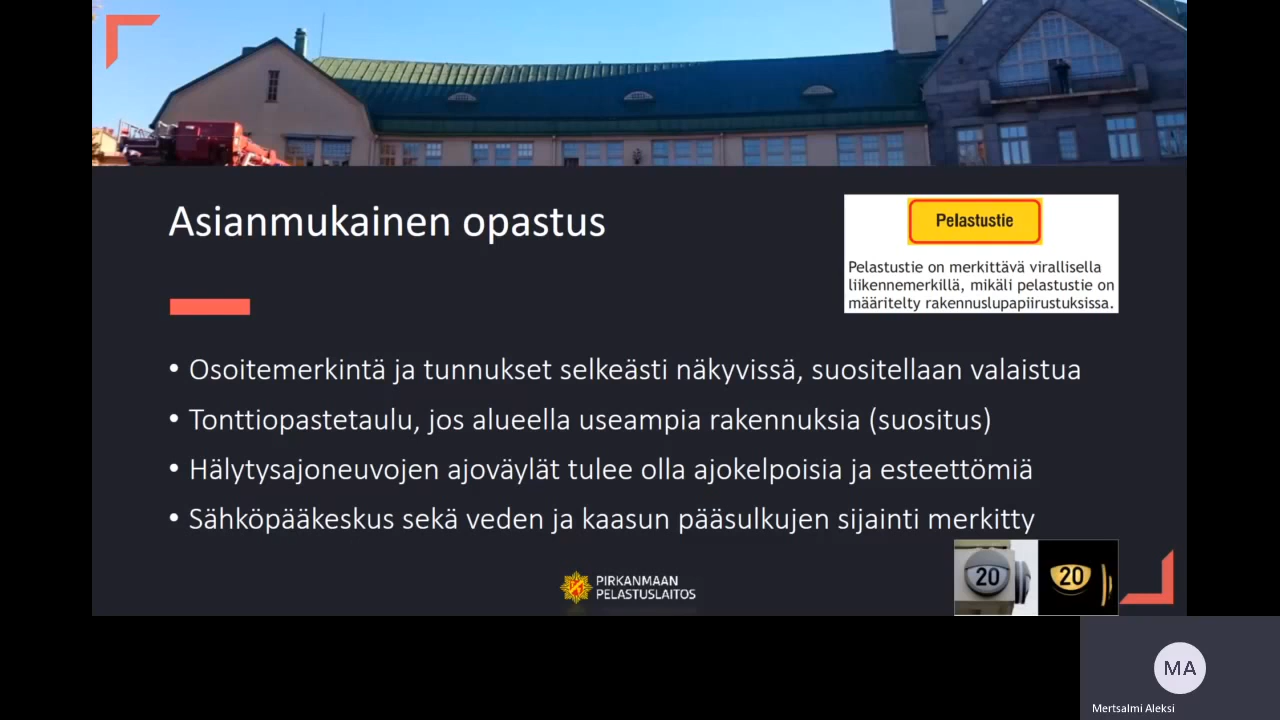 Asianmukainen opastus
Pelastustie
Pelastustie on merkittävä virallisella
liikennemerkillä, mikäli pelastustie on
määritelty rakennuslupapiirustuksissa.
• Osoitemerkintä ja tunnukset selkeästi näkyvissä, suositellaan valaistua
• Tonttiopastetaulu, jos alueella useampia rakennuksia (suositus)
• Hälytysajoneuvojen ajoväylät tulee olla ajokelpoisia ja esteettömiä
• Sähköpääkeskus sekä veden ja kaasun pääsulkujen sijainti merkitty
20
20
PIRKANMAAN
PELASTUSLAITOS
MA
Mertsalmi Aleksi